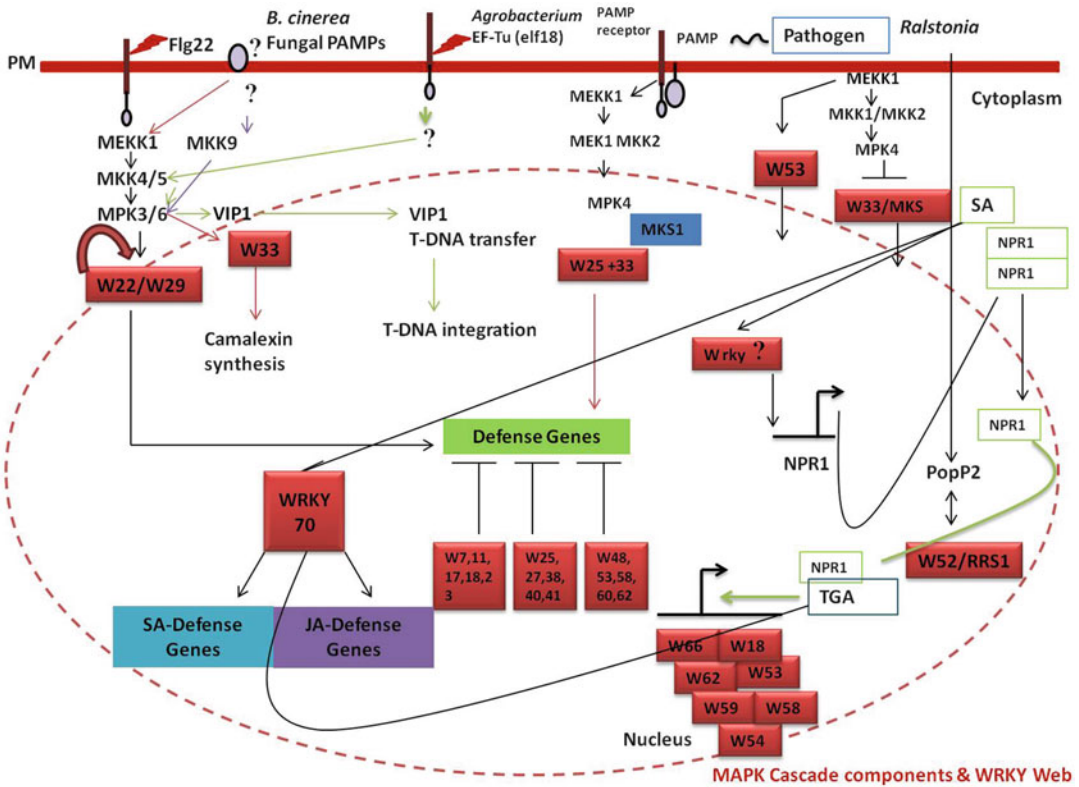 B. cinerea
Fungal PAMPs
?
Flg22
Agrobacterium
EF-Tu (elf18)
PAMP
receptor
PAMP
Pathogen
Ralstonia
PM
Cytoplasm
?
?
MEKK1
MKK9
MKK4/5
MPK3/6
VIP1
VIP1
T-DNA transfer
T-DNA integration
W33
W22/W29
Camalexin
synthesis
MEKK1
MEK1 MKK2
MPK4
MKS1
W25 +33
MEKK1
MKK1/MKK2
MPK4
W53
W33/MKS
SA
NPR1
NPR1
Wrky ?
NPR1
NPR1
PopP2
W52/RRS1
Defense Genes
WRKY
70
W7,11,
17,18,2
3
W25,
27,38,
40,41
W48,
53,58,
60,62
SA-Defense
Genes
JA-Defense
Genes
NPR1
TGA
W66
W18
W62
W53
W59
W58
W54
Nucleus
MAPK Cascade components & WRKY Web